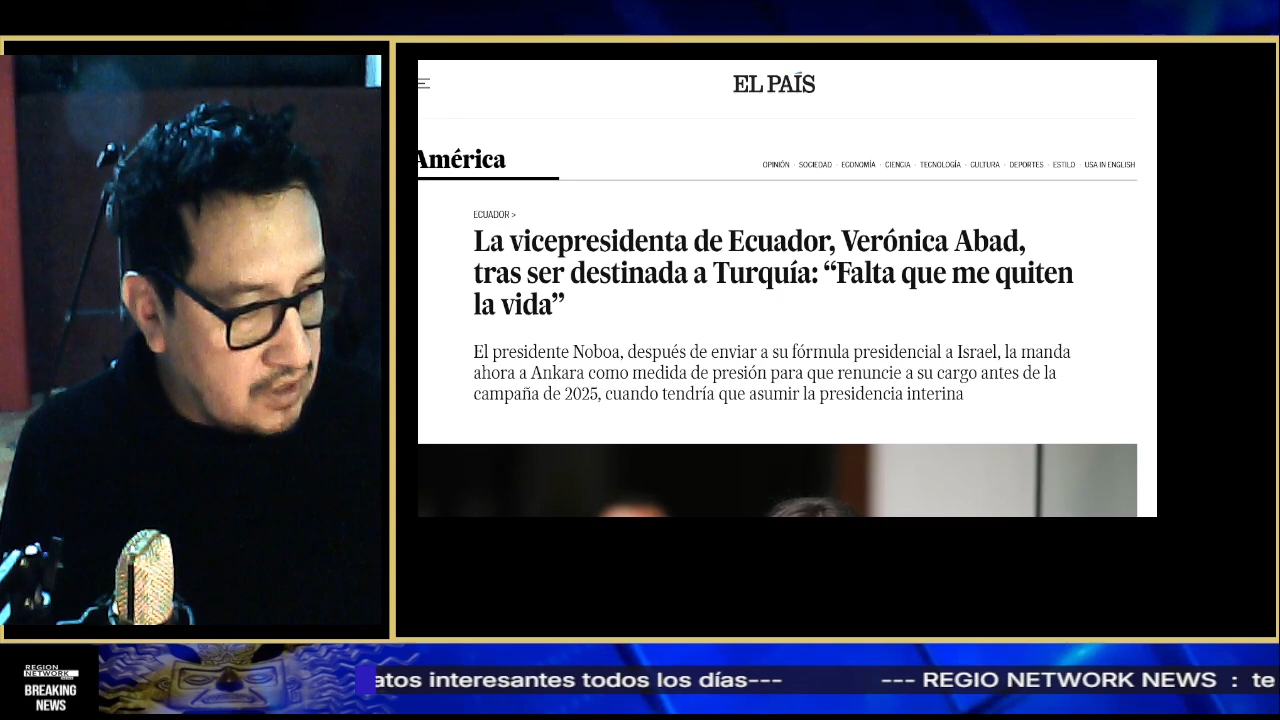 EL PAÍS
América
OPINIÓN · SOCIEDAD · ECONOMÍA · CIENCIA · TECNOLOGÍA · CULTURA · DEPORTES · ESTILO · USA IN ENGLISH
ECUADOR >
La vicepresidenta de Ecuador, Verónica Abad,
tras ser destinada a Turquía: “Falta que me quiten
la vida”
El presidente Noboa, después de enviar a su fórmula presidencial a Israel, la manda
ahora a Ankara como medida de presión para que renuncie a su cargo antes de la
campaña de 2025, cuando tendría que asumir la presidencia interina
REGION
NETWORK
NEWS
BREAKING
NEWS
atos interesantes todos los días--- --- REGIO NETWORK NEWS : te